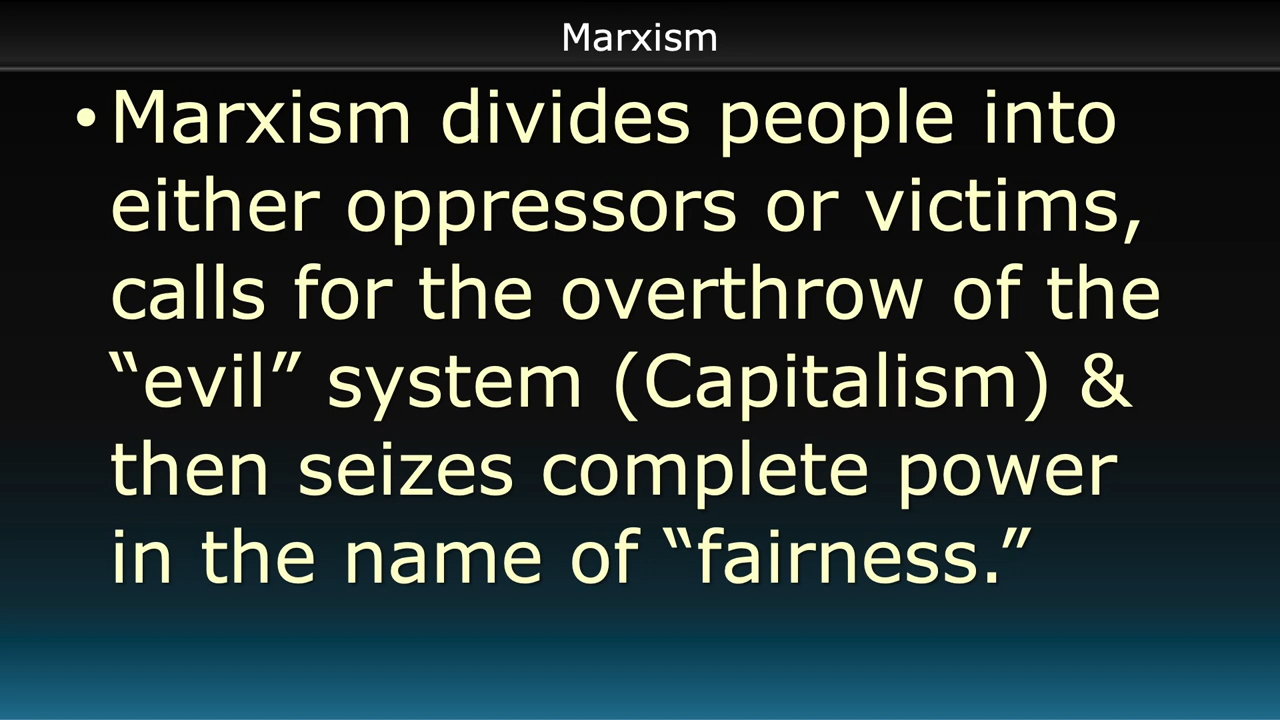 Marxism
• Marxism divides people into
either oppressors or victims,
calls for the overthrow of the
“evil” system (Capitalism) &
then seizes complete power
in the name of “fairness.”